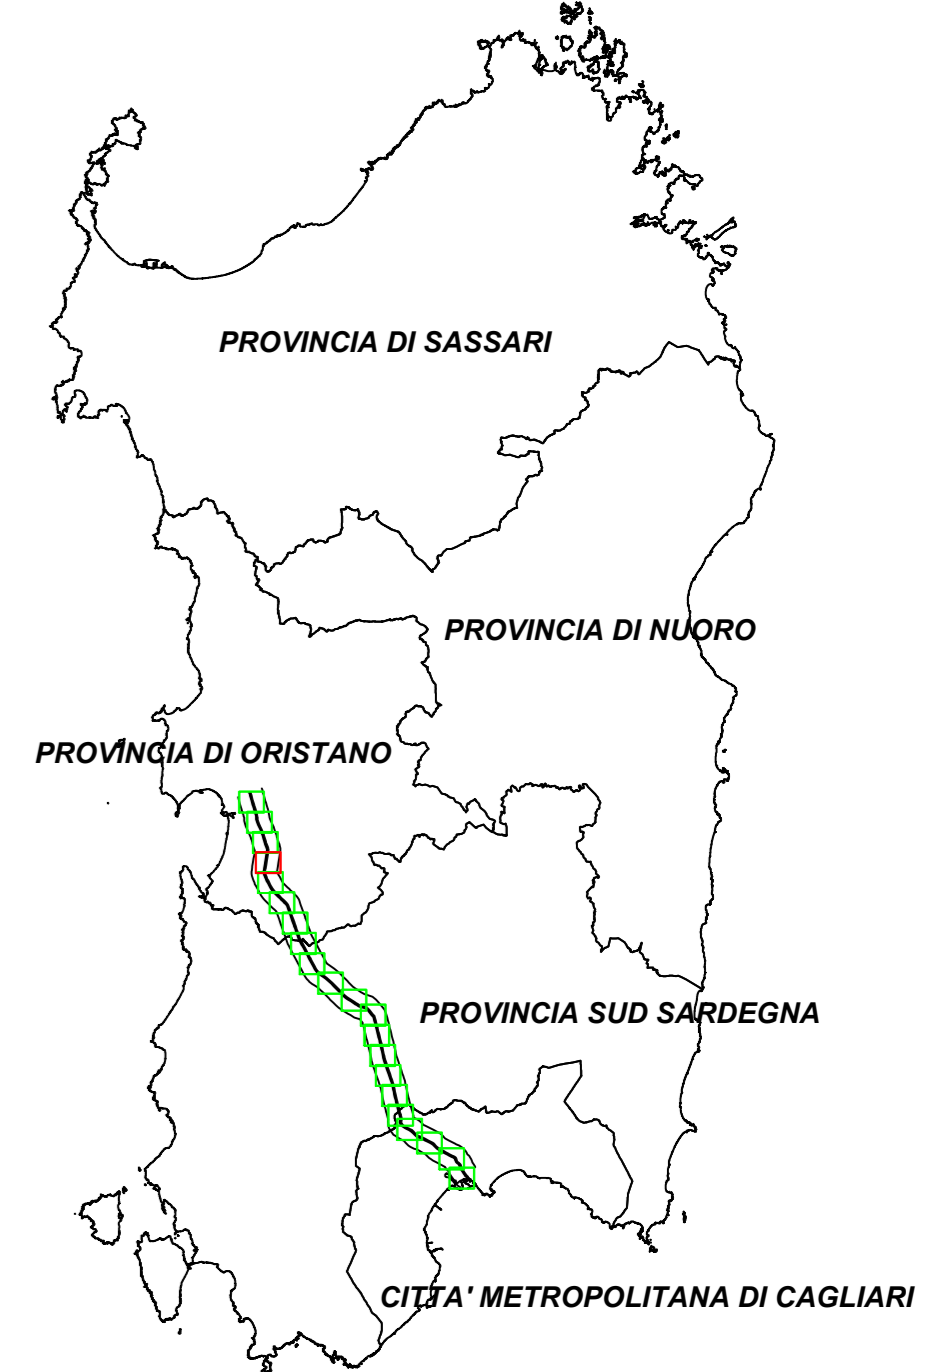 PROVINCIA DI SASSARI
PROVINCIA DI NUORO
PROVINCIA DI ORISTANO
PROVINCIA SUD SARDEGNA
CITTA' METROPOLITANA DI CAGLIARI